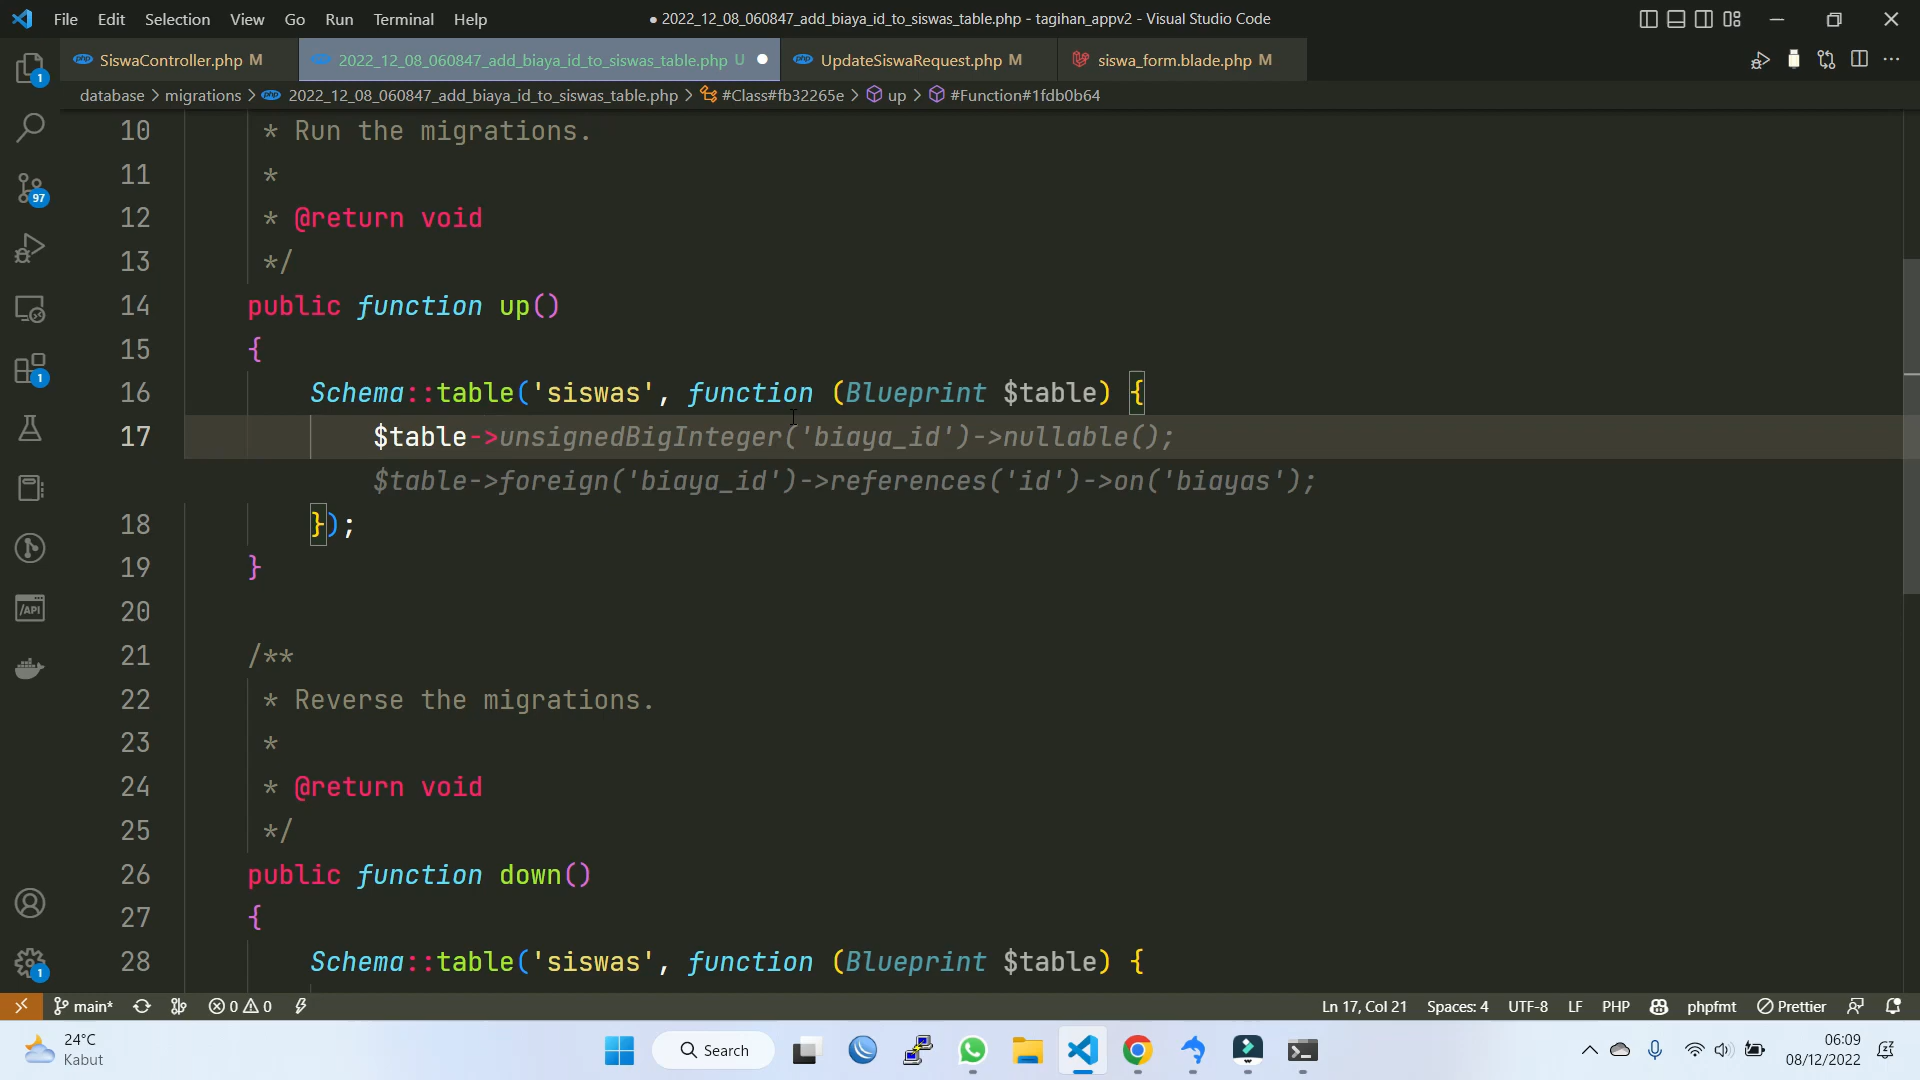 File Edit Selection View Go Run Terminal Help
● 2022_12_08_060847_add_biaya_id_to_siswas_table.php - tagihan_appv2 - Visual Studio Code
SiswaController.php M
2022_12_08_060847_add_biaya_id_to_siswas_table.php U
UpdateSiswaRequest.php M
siswa_form.blade.php M
database > migrations > 2022_12_08_060847_add_biaya_id_to_siswas_table.php > #Class#fb32265e > up > #Function#1fdb0b64
10 * Run the migrations.
11 *
12 * @return void
13 */
14 public function up()
15 {
16 Schema::table('siswas', function (Blueprint $table) {
17 $table->unsignedBigInteger('biaya_id')->nullable();
$table->foreign('biaya_id')->references('id')->on('biayas');
18 });
19 }
20
21 /**
22 * Reverse the migrations.
23 *
24 * @return void
25 */
26 public function down()
27 {
28 Schema::table('siswas', function (Blueprint $table) {
1
97
1
/API
1
main* 0 0
Ln 17, Col 21 Spaces: 4 UTF-8 LF PHP phpfmt Prettier
24°C
Kabut
Search
06:09
08/12/2022